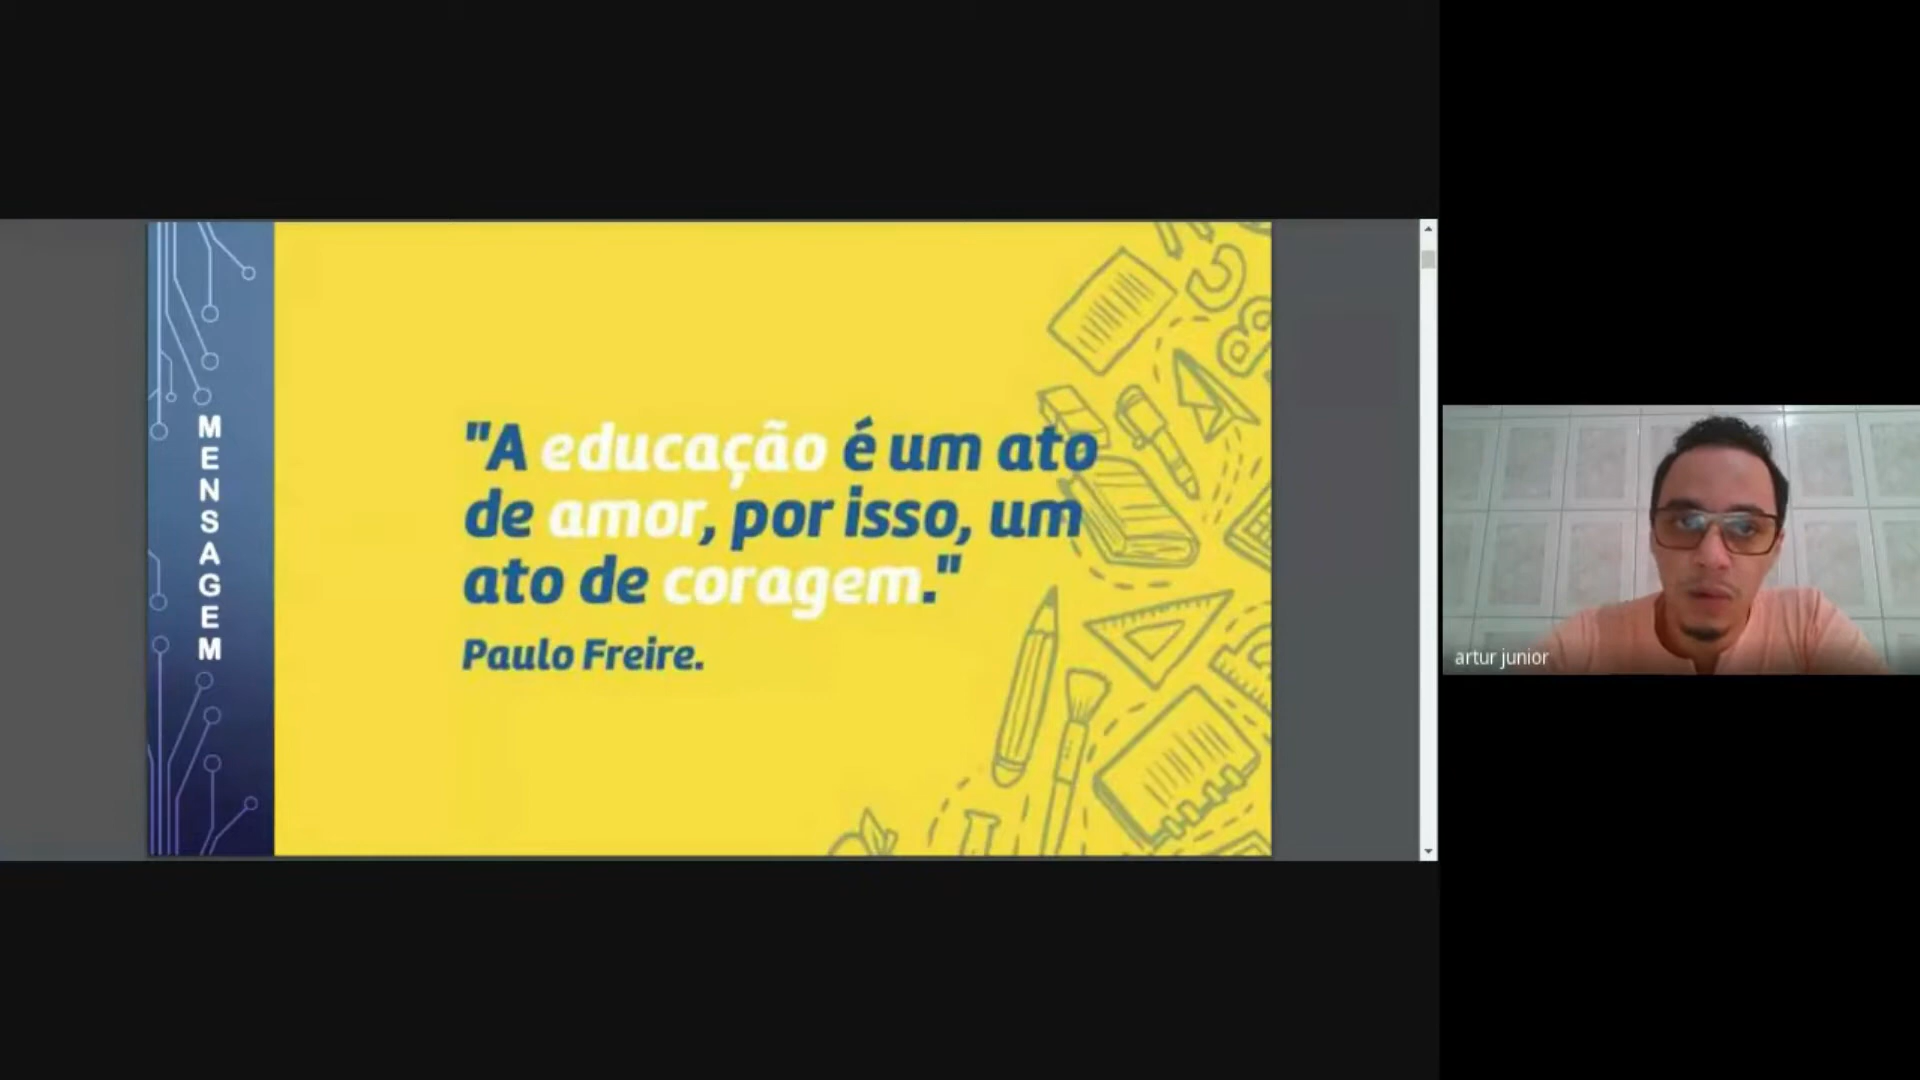 MENSAGEM
"A educação é um ato
de amor, por isso, um
ato de coragem."
Paulo Freire.
artur junior